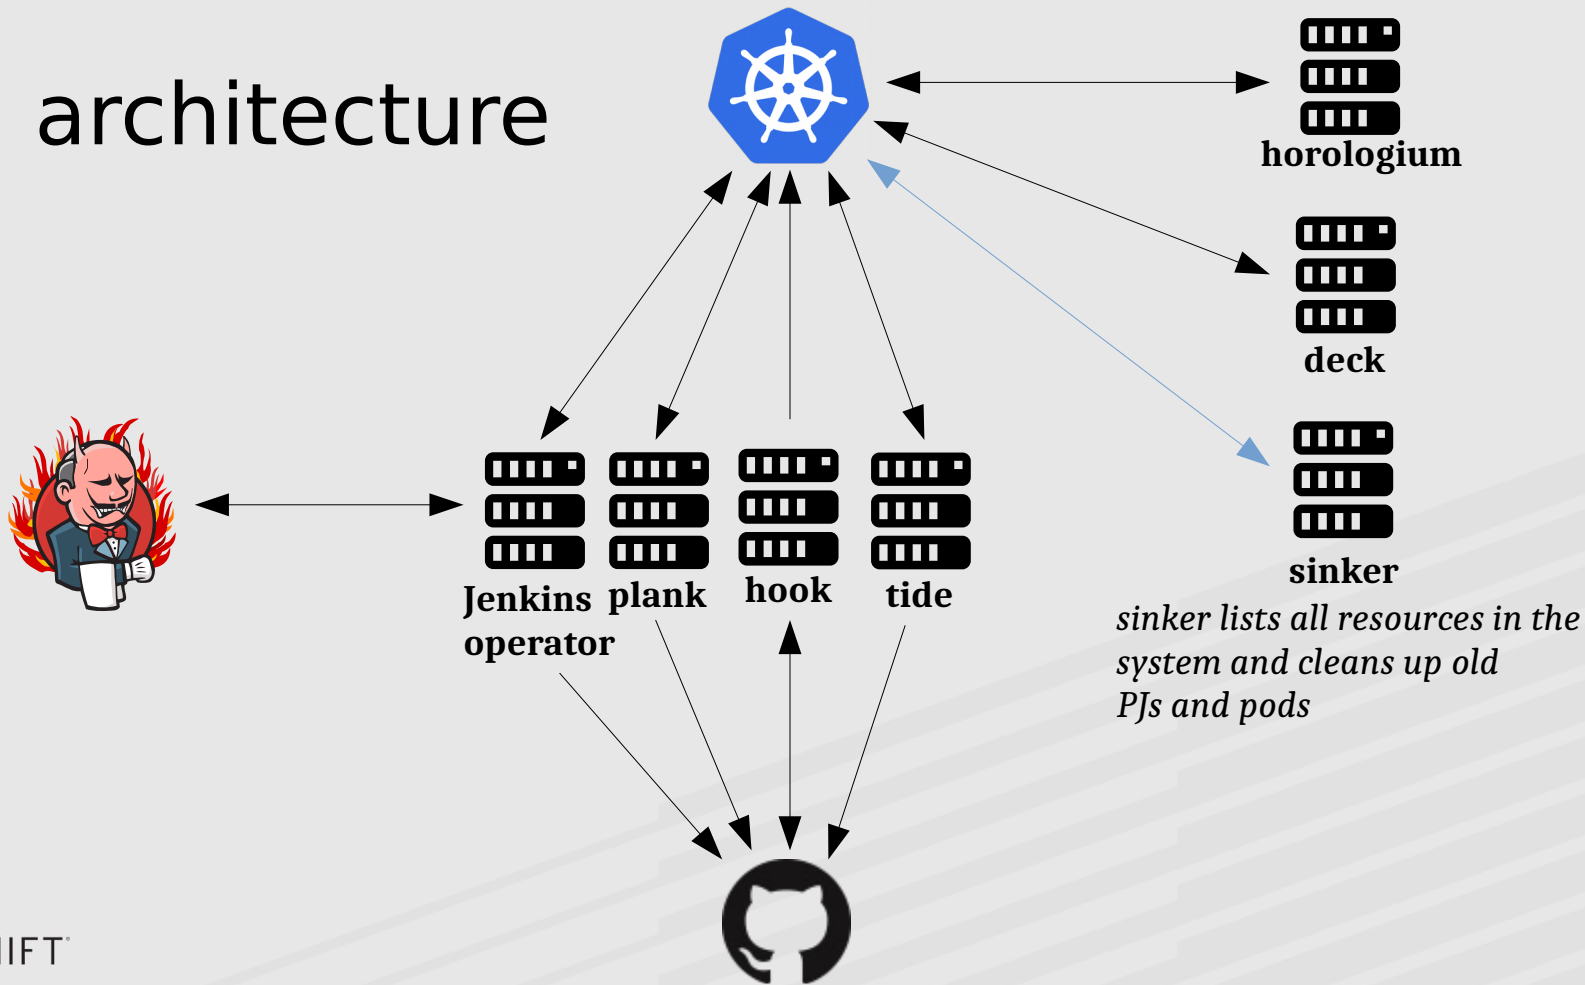 architecture
horologium
deck
sinker
sinker lists all resources in the
system and cleans up old
PJs and pods
Jenkins
operator
plank
hook
tide